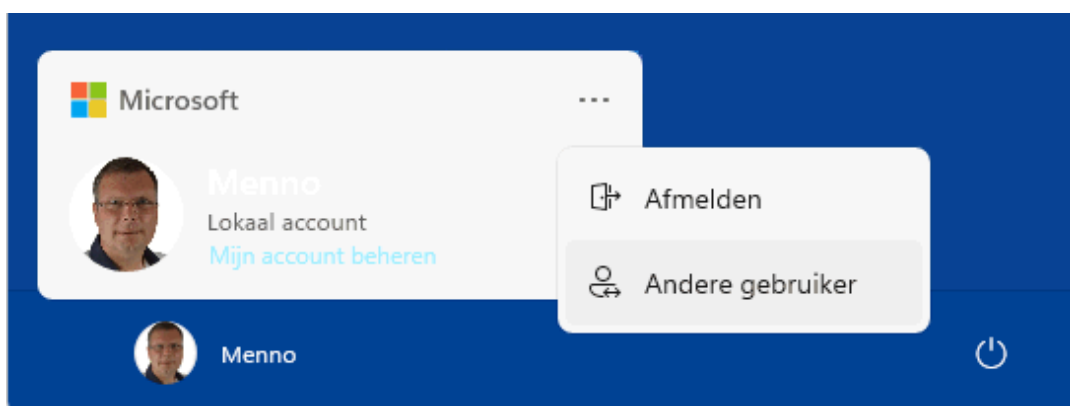 Microsoft
Menno
Lokaal account
Mijn account beheren
Afmelden
Andere gebruiker
Menno